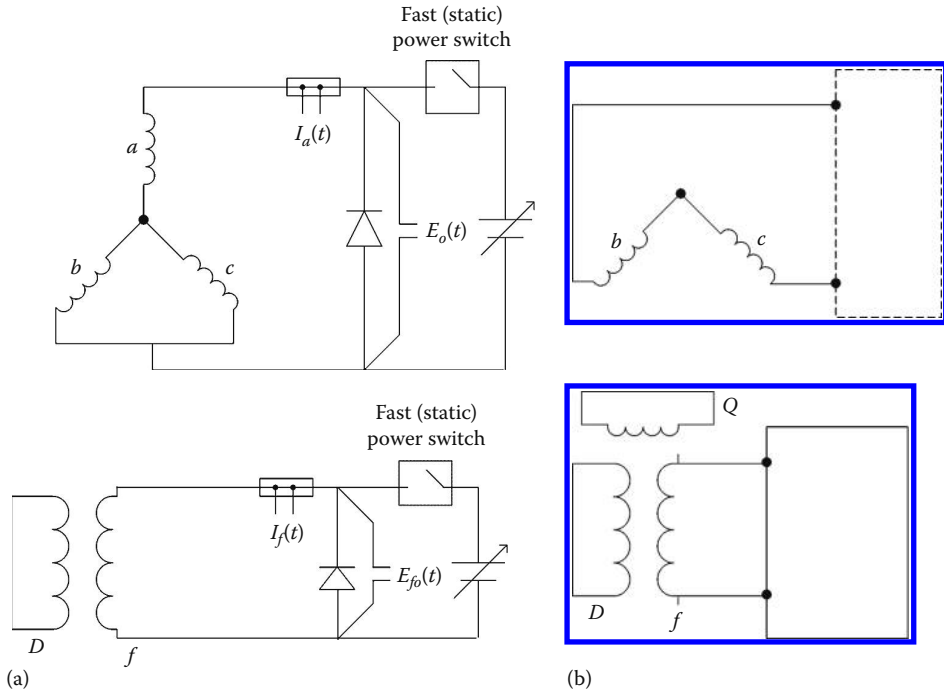 Fast (static)
power switch
I_a(t)
a
E_o(t)
b
c
b
c
Fast (static)
power switch
Q
I_f(t)
E_fo(t)
D
f
D
f
(a)
(b)